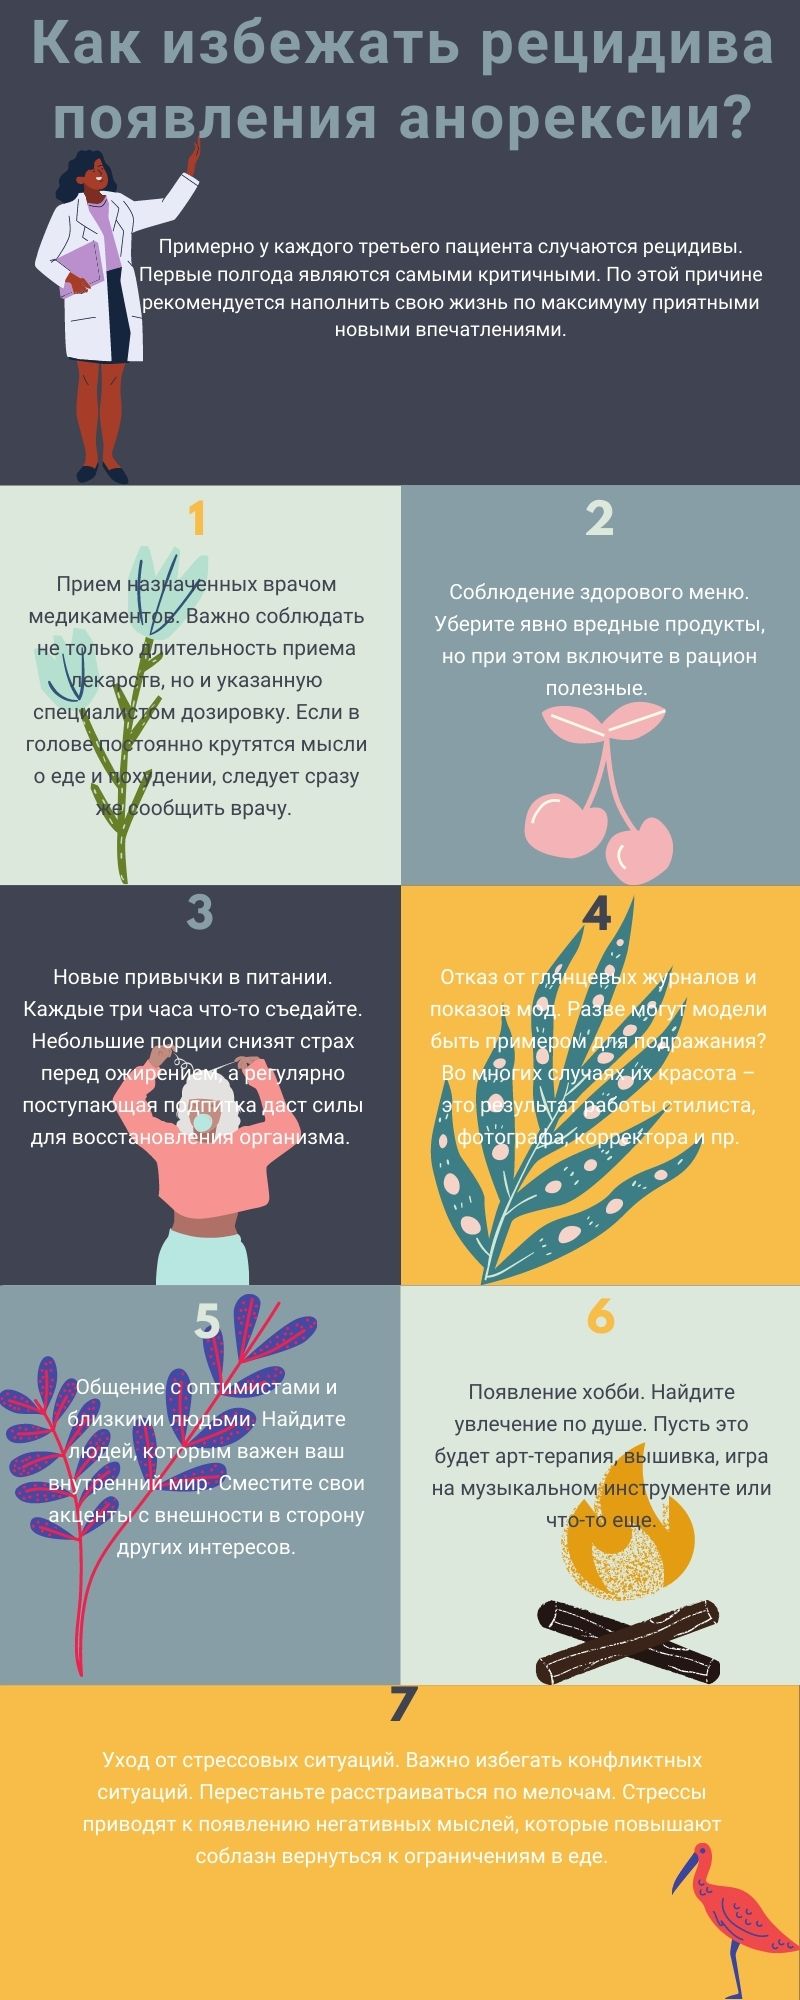 Как избежать рецидива
появления анорексии?
Примерно у каждого третьего пациента случаются рецидивы.
Первые полгода являются самыми критичными. По этой причине
рекомендуется наполнить свою жизнь по максимуму приятными
новыми впечатлениями.
1
Прием назначенных врачом
медикаментов. Важно соблюдать
не только длительность приема
лекарств, но и указанную
специалистом дозировку. Если в
голове постоянно крутятся мысли
о еде и похудении, следует сразу
же сообщить врачу.
2
Соблюдение здорового меню.
Уберите явно вредные продукты,
но при этом включите в рацион
полезные.
3
Новые привычки в питании.
Каждые три часа что-то съедайте.
Небольшие порции снизят страх
перед ожирением, а регулярно
поступающая подпитка даст силы
для восстановления организма.
4
Отказ от глянцевых журналов и
показов мод. Разве могут модели
быть примером для подражания?
Во многих случаях их красота –
это результат работы стилиста,
фотографа, корректора и пр.
5
Общение с оптимистами и
близкими людьми. Найдите
людей, которым важен ваш
внутренний мир. Сместите свои
акценты с внешности в сторону
других интересов.
6
Появление хобби. Найдите
увлечение по душе. Пусть это
будет арт-терапия, вышивка, игра
на музыкальном инструменте или
что-то еще.
7
Уход от стрессовых ситуаций. Важно избегать конфликтных
ситуаций. Перестаньте расстраиваться по мелочам. Стрессы
приводят к появлению негативных мыслей, которые повышают
соблазн вернуться к ограничениям в еде.